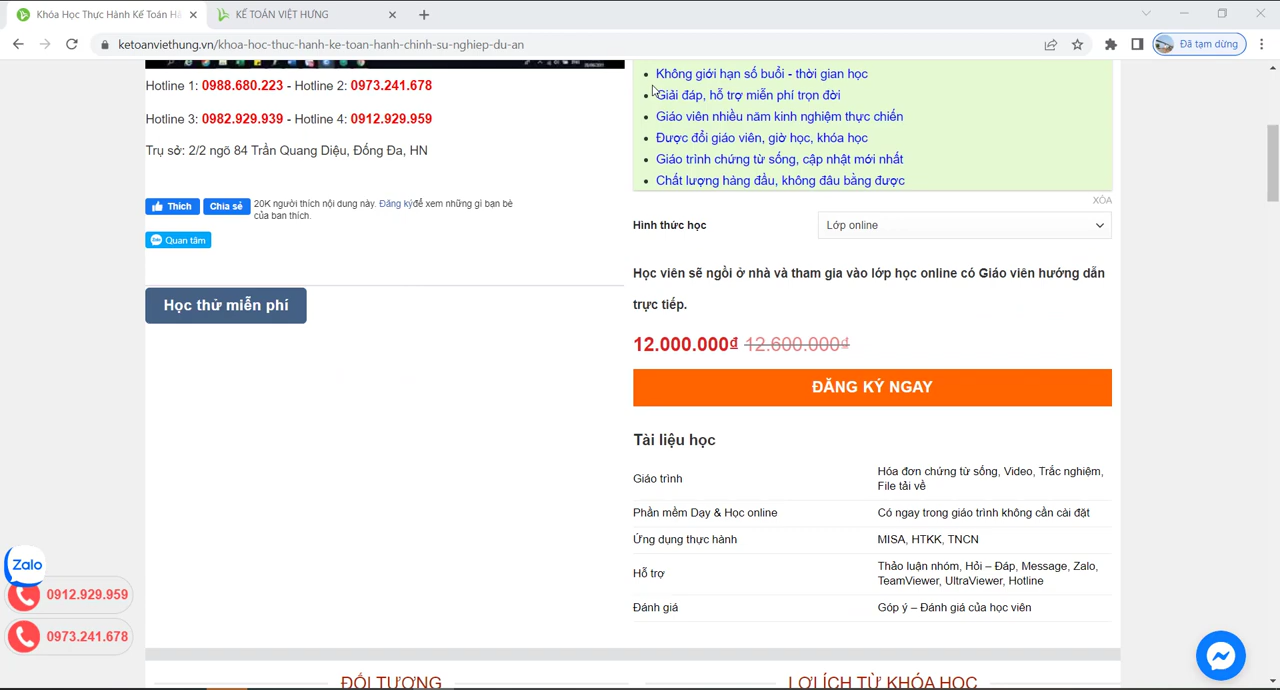 Khóa Học Thực Hành Kế Toán Hà
KẾ TOÁN VIỆT HƯNG
ketoanviethung.vn/khoa-hoc-thuc-hanh-ke-toan-hanh-chinh-su-nghiep-du-an
Đã tạm dừng
Hotline 1: 0988.680.223 - Hotline 2: 0973.241.678
Hotline 3: 0982.929.939 - Hotline 4: 0912.929.959
Trụ sở: 2/2 ngõ 84 Trần Quang Diệu, Đống Đa, HN
Thích
Chia sẻ
20K người thích nội dung này. Đăng ký để xem những gì bạn bè
của bạn thích.
Zalo Quan tâm
Học thử miễn phí
Không giới hạn số buổi - thời gian học
Giải đáp, hỗ trợ miễn phí trọn đời
Giáo viên nhiều năm kinh nghiệm thực chiến
Được đổi giáo viên, giờ học, khóa học
Giáo trình chứng từ sống, cập nhật mới nhất
Chất lượng hàng đầu, không đâu bằng được
XÓA
Hình thức học
Lớp online
Học viên sẽ ngồi ở nhà và tham gia vào lớp học online có Giáo viên hướng dẫn
trực tiếp.
12.000.000₫ 12.600.000₫
ĐĂNG KÝ NGAY
Tài liệu học
Giáo trình
Hóa đơn chứng từ sống, Video, Trắc nghiệm,
File tải về
Phần mềm Dạy & Học online
Có ngay trong giáo trình không cần cài đặt
Ứng dụng thực hành
MISA, HTKK, TNCN
Hỗ trợ
Thảo luận nhóm, Hỏi – Đáp, Message, Zalo,
TeamViewer, UltraViewer, Hotline
Đánh giá
Góp ý – Đánh giá của học viên
Zalo
0912.929.959
0973.241.678
ĐỐI TƯỢNG
LỢI ÍCH TỪ KHÓA HỌC